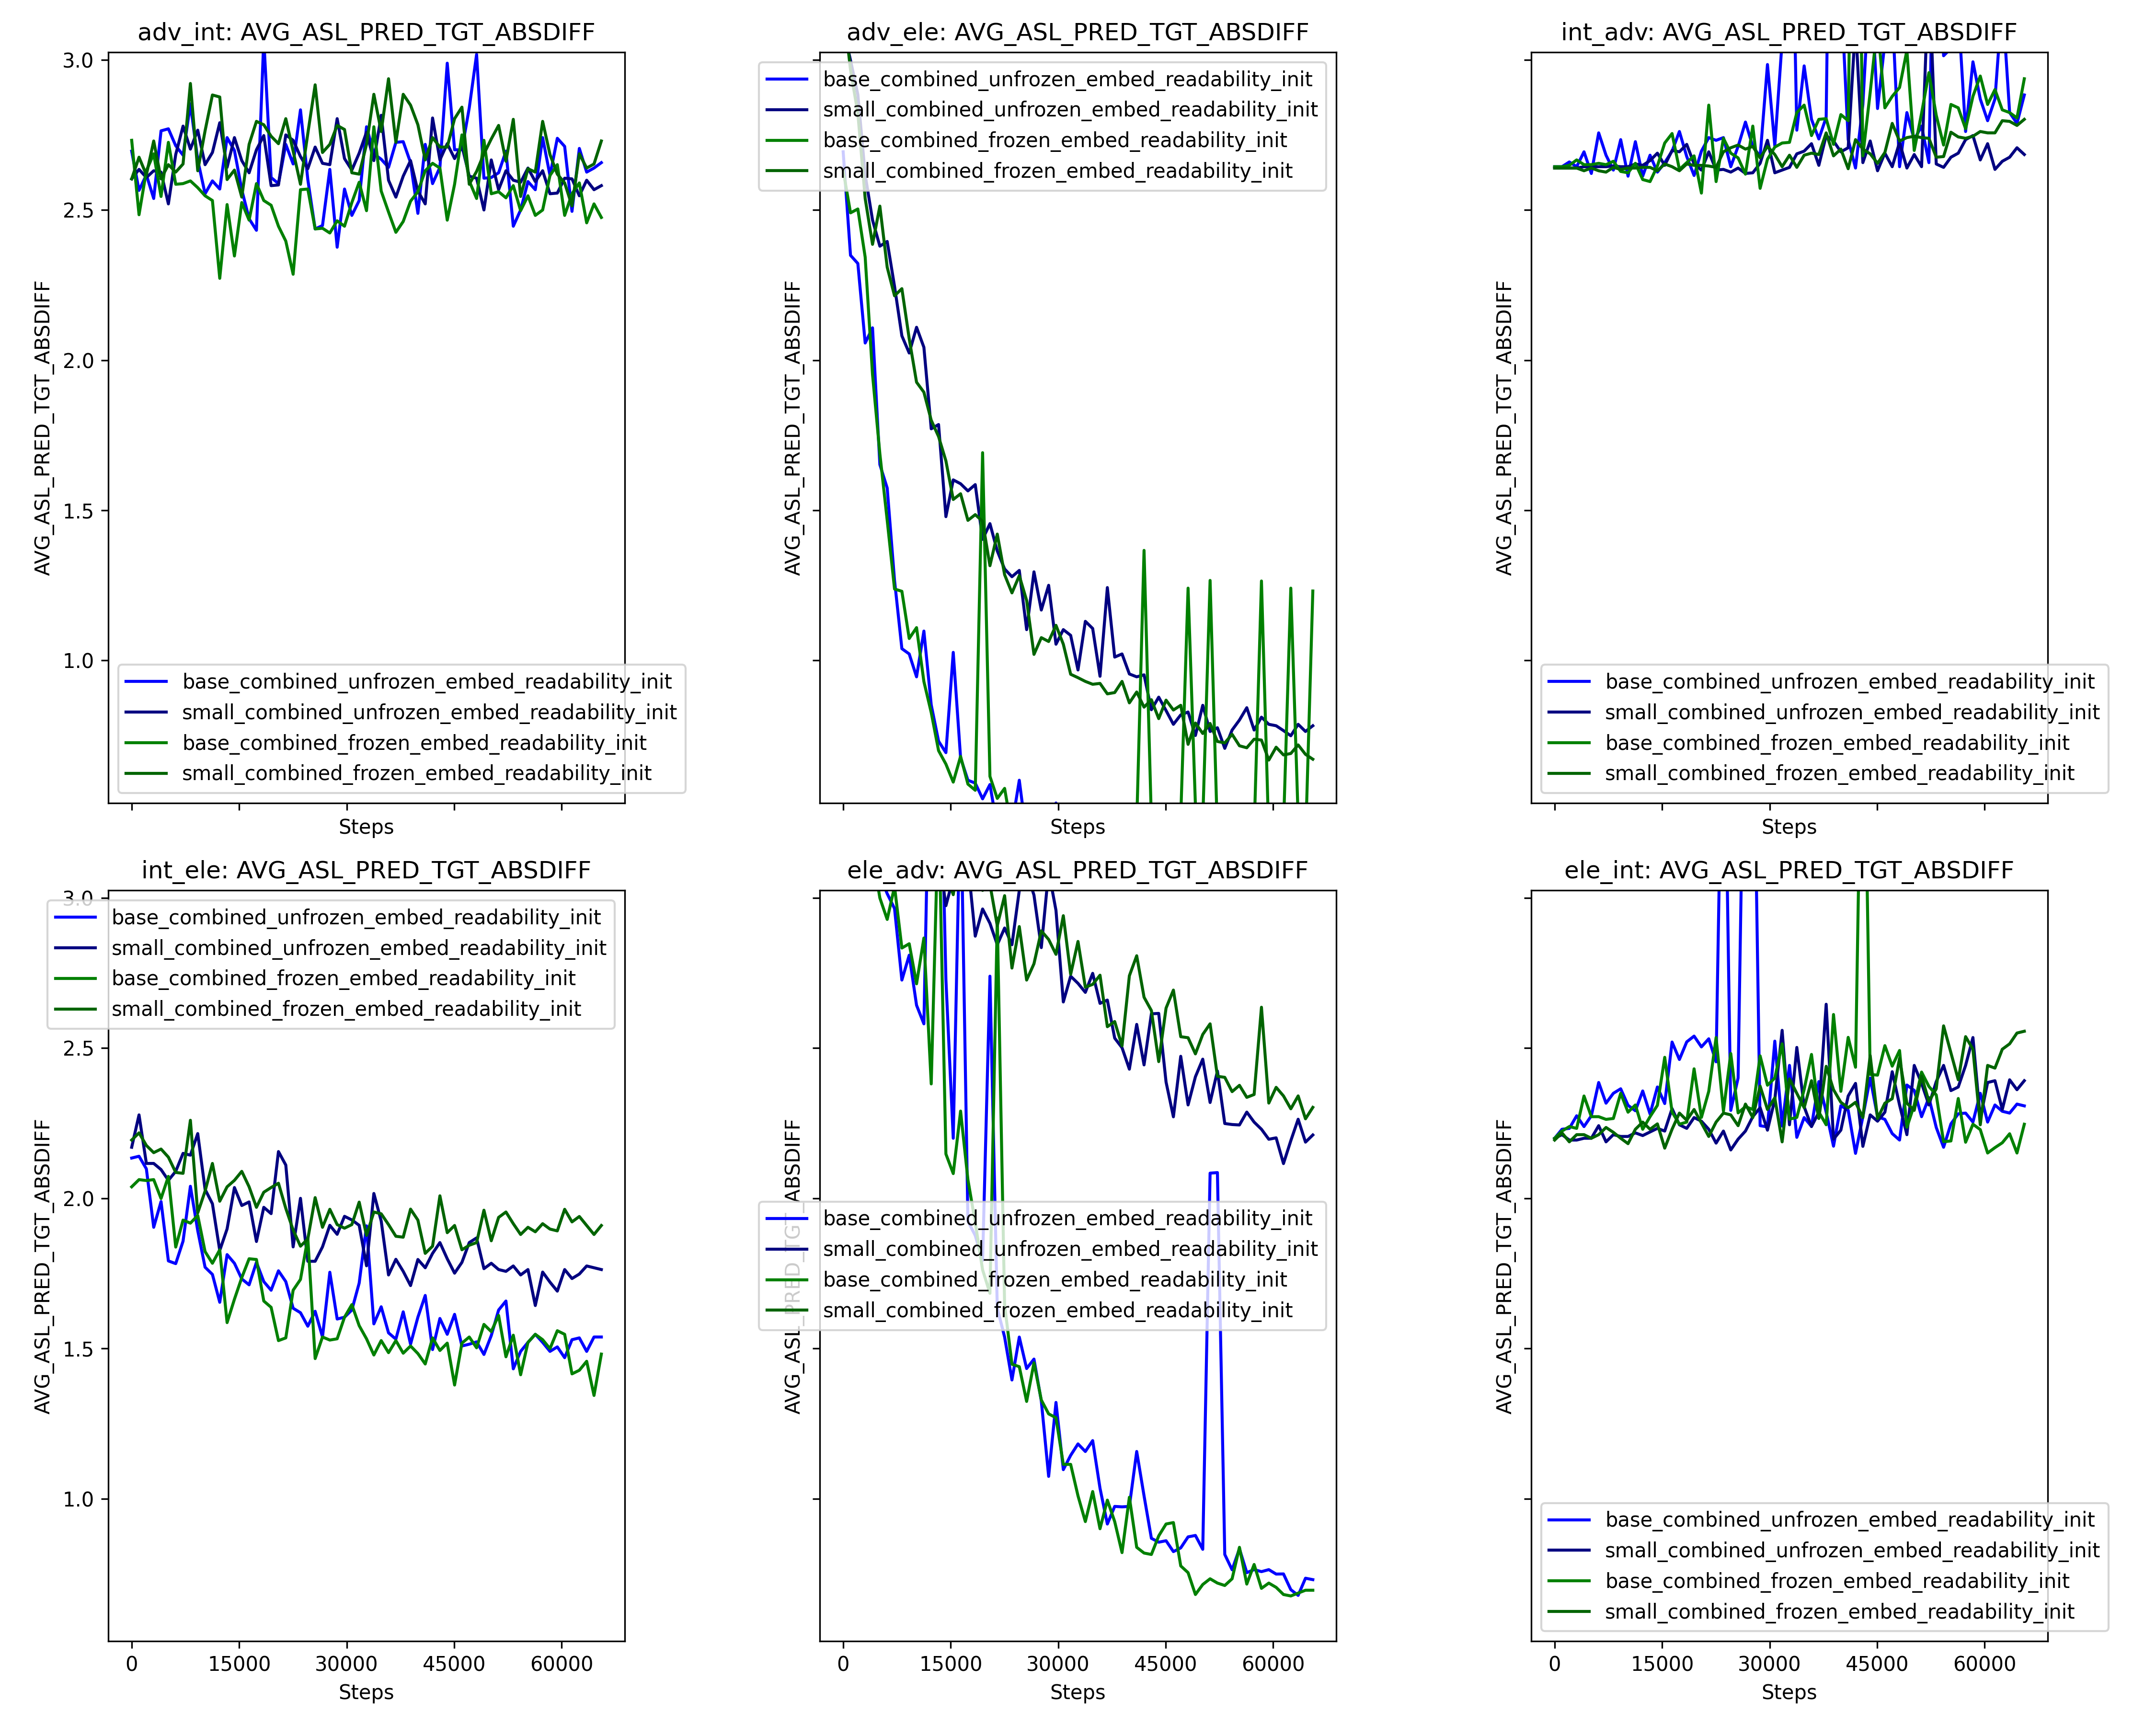 adv_int: AVG_ASL_PRED_TGT_ABSDIFF
3.0
2.5
2.0
1.5
1.0
AVG_ASL_PRED_TGT_ABSDIFF
base_combined_unfrozen_embed_readability_init
small_combined_unfrozen_embed_readability_init
base_combined_frozen_embed_readability_init
small_combined_frozen_embed_readability_init
Steps
adv_ele: AVG_ASL_PRED_TGT_ABSDIFF
AVG_ASL_PRED_TGT_ABSDIFF
base_combined_unfrozen_embed_readability_init
small_combined_unfrozen_embed_readability_init
base_combined_frozen_embed_readability_init
small_combined_frozen_embed_readability_init
Steps
int_adv: AVG_ASL_PRED_TGT_ABSDIFF
AVG_ASL_PRED_TGT_ABSDIFF
base_combined_unfrozen_embed_readability_init
small_combined_unfrozen_embed_readability_init
base_combined_frozen_embed_readability_init
small_combined_frozen_embed_readability_init
Steps
int_ele: AVG_ASL_PRED_TGT_ABSDIFF
3.0
2.5
2.0
1.5
1.0
AVG_ASL_PRED_TGT_ABSDIFF
base_combined_unfrozen_embed_readability_init
small_combined_unfrozen_embed_readability_init
base_combined_frozen_embed_readability_init
small_combined_frozen_embed_readability_init
0 15000 30000 45000 60000
Steps
ele_adv: AVG_ASL_PRED_TGT_ABSDIFF
AVG_ASL_PRED_TGT_ABSDIFF
base_combined_unfrozen_embed_readability_init
small_combined_unfrozen_embed_readability_init
base_combined_frozen_embed_readability_init
small_combined_frozen_embed_readability_init
0 15000 30000 45000 60000
Steps
ele_int: AVG_ASL_PRED_TGT_ABSDIFF
AVG_ASL_PRED_TGT_ABSDIFF
base_combined_unfrozen_embed_readability_init
small_combined_unfrozen_embed_readability_init
base_combined_frozen_embed_readability_init
small_combined_frozen_embed_readability_init
0 15000 30000 45000 60000
Steps